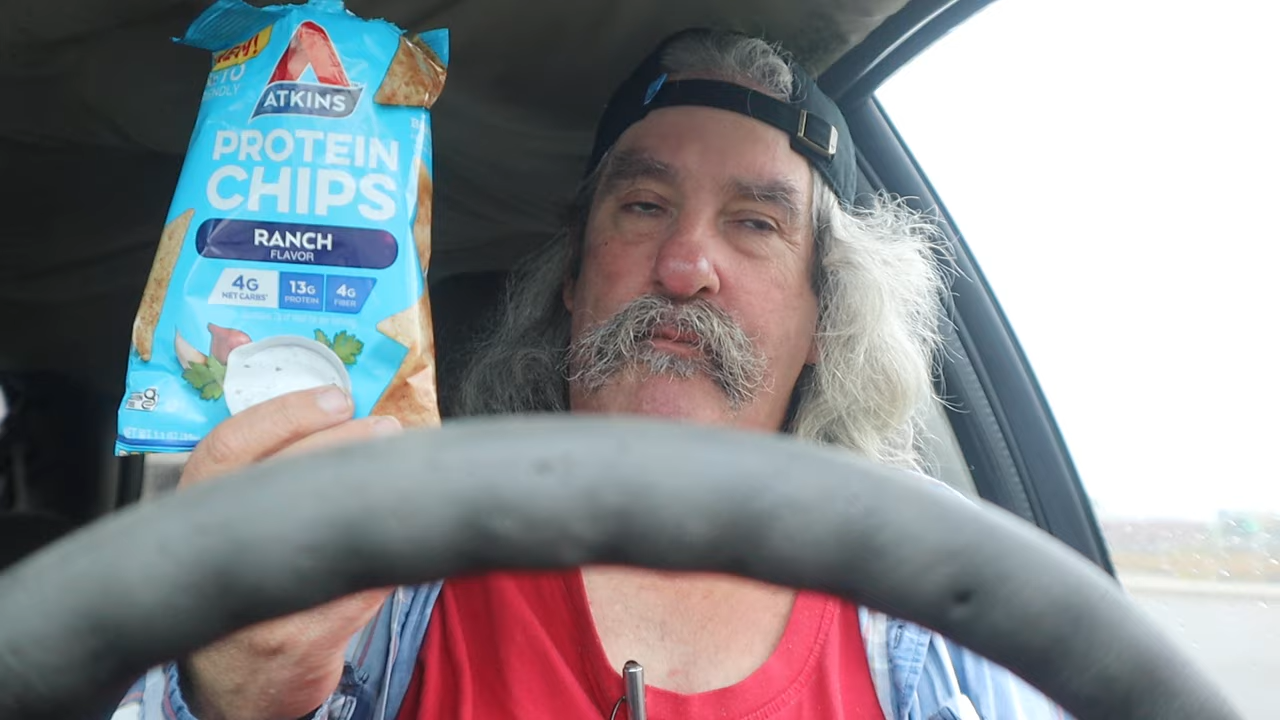 ATKINS
PROTEIN
CHIPS
RANCH
FLAVOR
4G
NET CARBS*
13G
PROTEIN
4G
FIBER